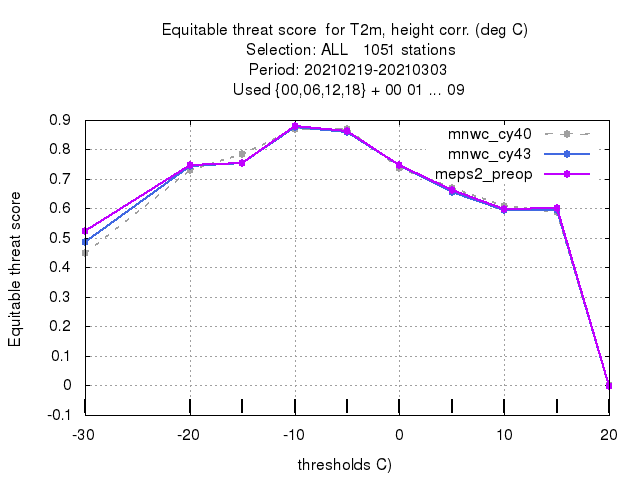 Equitable threat score  for T2m, height corr. (deg C)
Selection: ALL   1051 stations
Period: 20210219-20210303
Used {00,06,12,18} + 00 01 ... 09
mnwc_cy40
mnwc_cy43
meps2_preop
Equitable threat score
0.9
0.8
0.7
0.6
0.5
0.4
0.3
0.2
0.1
0
-0.1
-30 -20 -10 0 10 20
thresholds C)